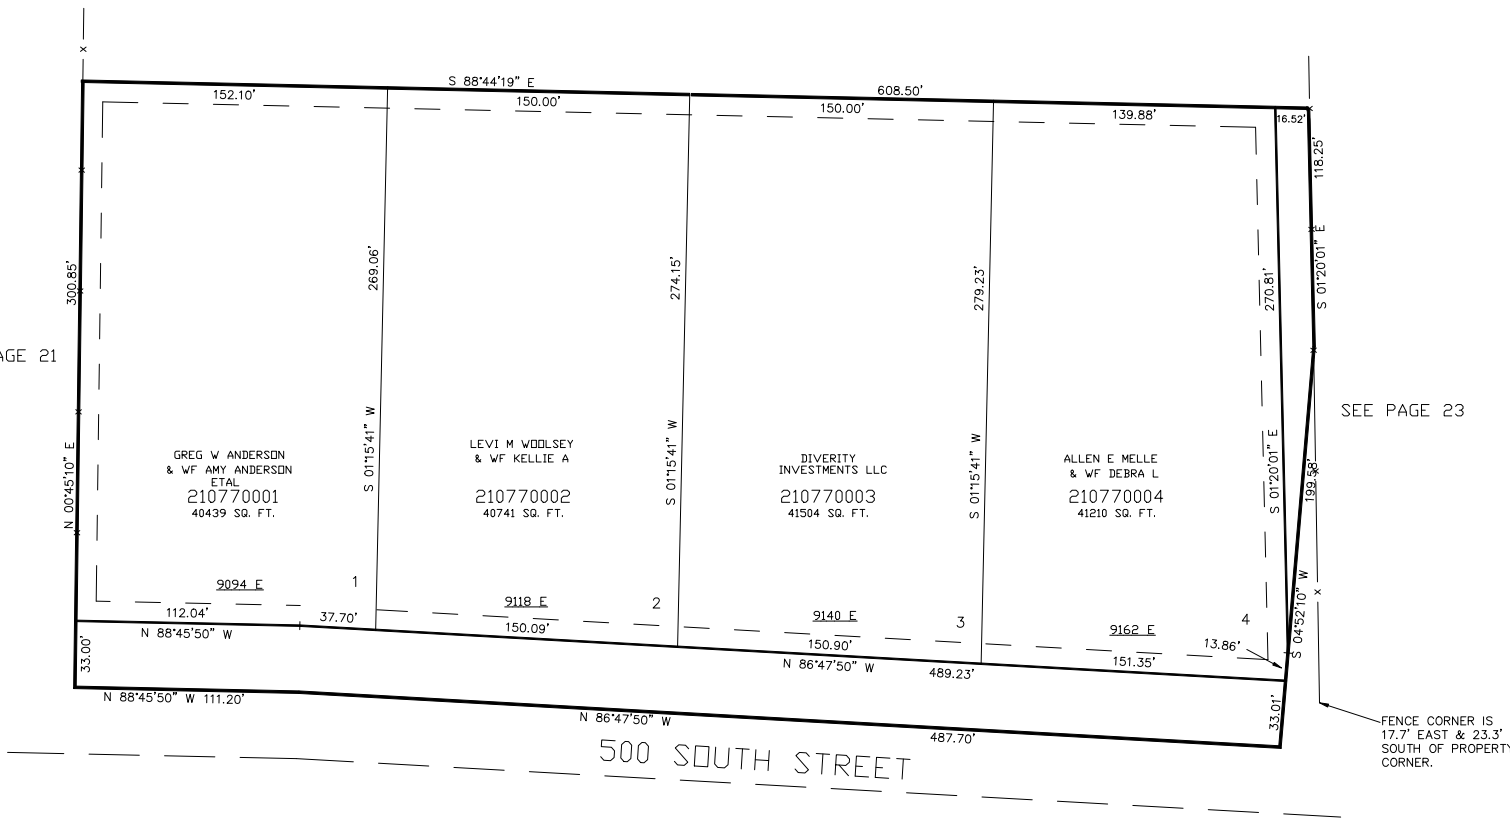 x
S 88°44'19" E
608.50'
152.10'
150.00'
150.00'
139.88'
16.52'
118.25'
S 01°20'01" E
300.85'
N 00°45'10" E
269.06'
S 01°15'41" W
274.15'
S 01°15'41" W
279.23'
S 01°15'41" W
270.81'
S 01°20'01" E
199.58'
S 04°52'10" W
AGE 21
SEE PAGE 23
GREG W ANDERSON
& WF AMY ANDERSON
ETAL
210770001
40439 SQ. FT.
LEVI M WOOLSEY
& WF KELLIE A
210770002
40741 SQ. FT.
DIVERITY
INVESTMENTS LLC
210770003
41504 SQ. FT.
ALLEN E MELLE
& WF DEBRA L
210770004
41210 SQ. FT.
9094 E
1
9118 E
2
9140 E
3
9162 E
4
112.04'
37.70'
150.09'
150.90'
151.35'
13.86'
N 88°45'50" W
N 86°47'50" W
489.23'
33.00'
33.01'
N 88°45'50" W 111.20'
N 86°47'50" W
487.70'
500 SOUTH STREET
FENCE CORNER IS
17.7' EAST & 23.3'
SOUTH OF PROPERTY
CORNER.